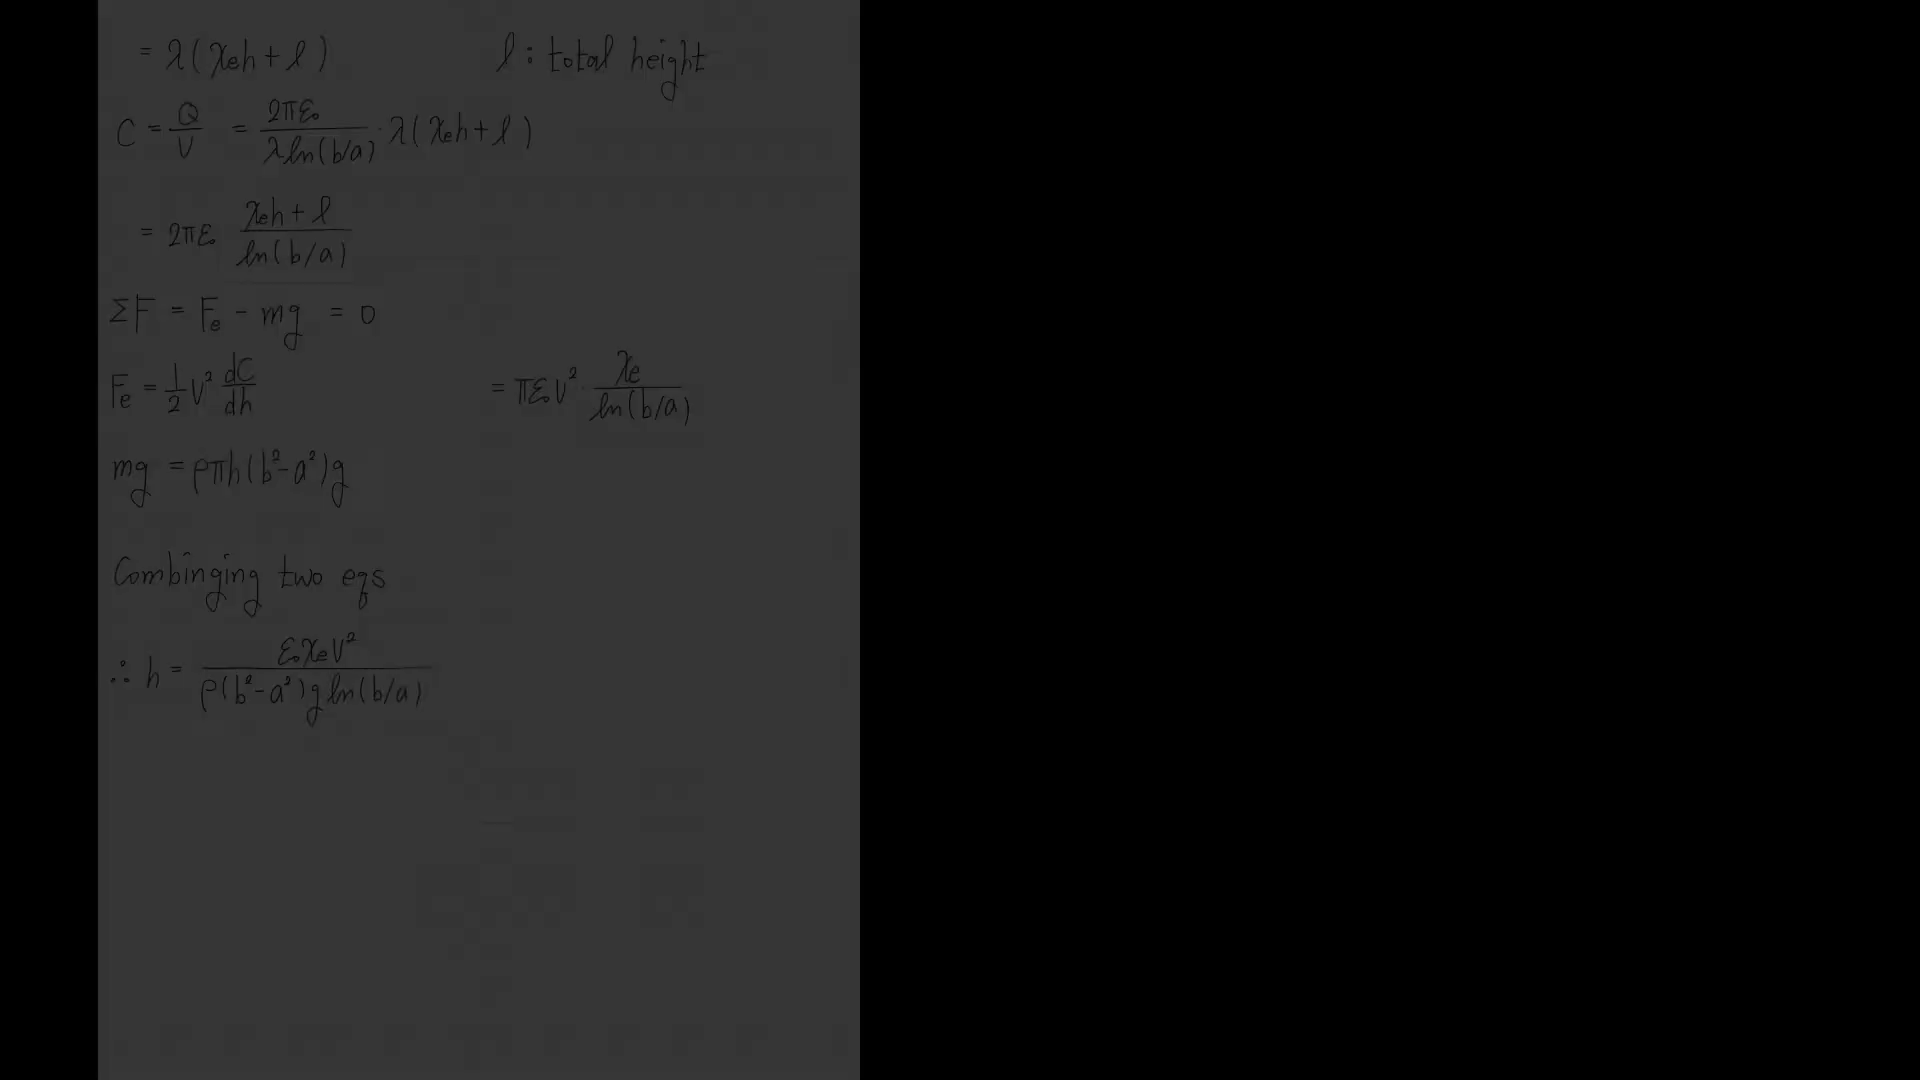 = λ(χeh + l)    l : total height
C = Q/V = 2πε₀/(λ ln(b/a)) · λ(χeh + l)
= 2πε₀ (χeh + l)/ln(b/a)
ΣF = Fe - mg = 0
Fe = 1/2 V² dC/dh    = πε₀V² · χe/ln(b/a)
mg = ρπh(b²-a²)g
Combinging two eqs
∴ h = ε₀χeV²/(ρ(b²-a²)g ln(b/a))